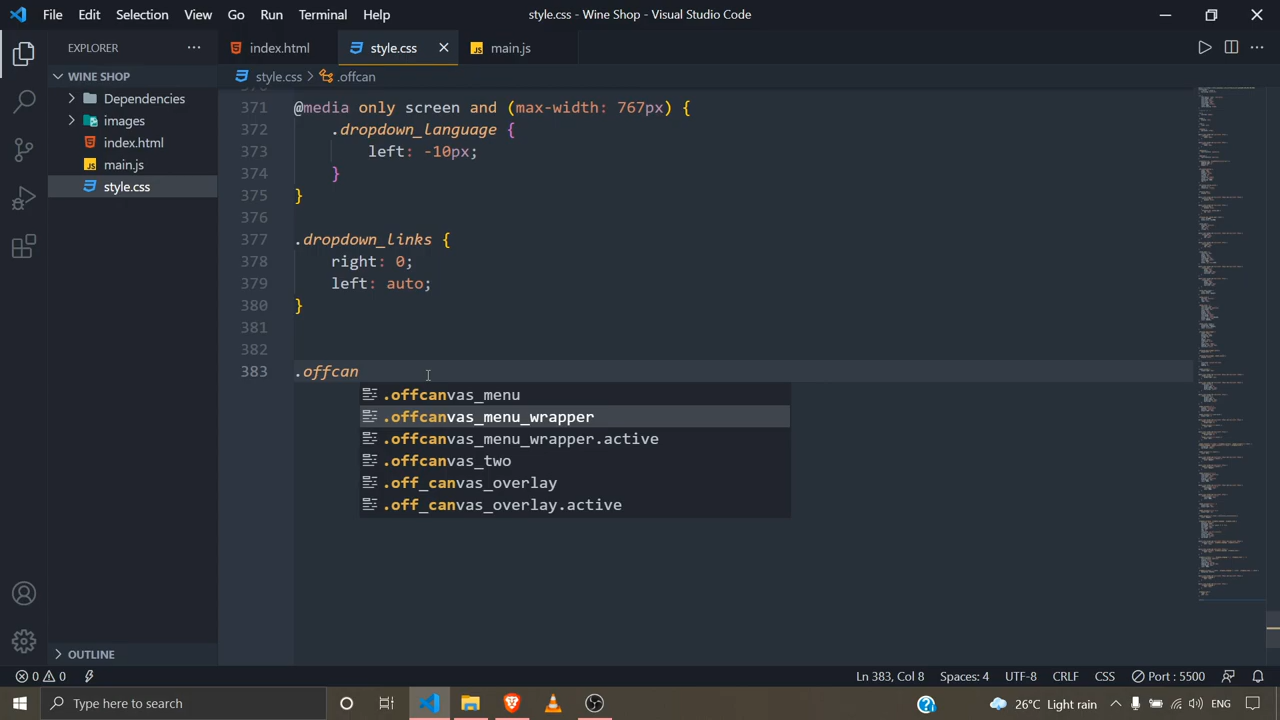 File Edit Selection View Go Run Terminal Help
style.css - Wine Shop - Visual Studio Code
EXPLORER
index.html
style.css
main.js
WINE SHOP
style.css > .offcan
Dependencies
images
index.html
main.js
style.css
371 @media only screen and (max-width: 767px) {
372 .dropdown_language {
373 left: -10px;
374 }
375 }
376
377 .dropdown_links {
378 right: 0;
379 left: auto;
380 }
381
382
383 .offcan
.offcanvas_menu
.offcanvas_menu_wrapper
.offcanvas_menu_wrapper.active
.offcanvas_two
.off_canvas_overlay
.off_canvas_overlay.active
OUTLINE
0 0
Ln 383, Col 8
Spaces: 4
UTF-8
CRLF
CSS
Port : 5500
Type here to search
26°C Light rain
ENG